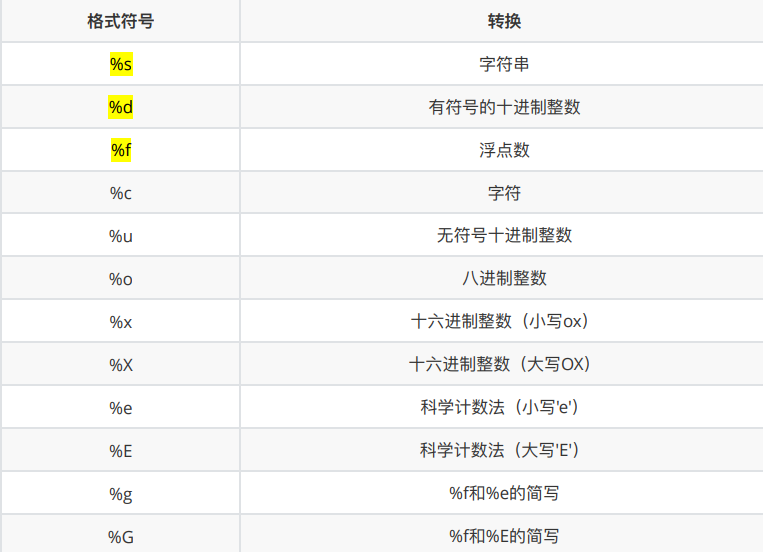 格式符号 转换
%s 字符串
%d 有符号的十进制整数
%f 浮点数
%c 字符
%u 无符号十进制整数
%o 八进制整数
%x 十六进制整数（小写ox）
%X 十六进制整数（大写OX）
%e 科学计数法（小写'e'）
%E 科学计数法（大写'E'）
%g %f和%e的简写
%G %f和%E的简写